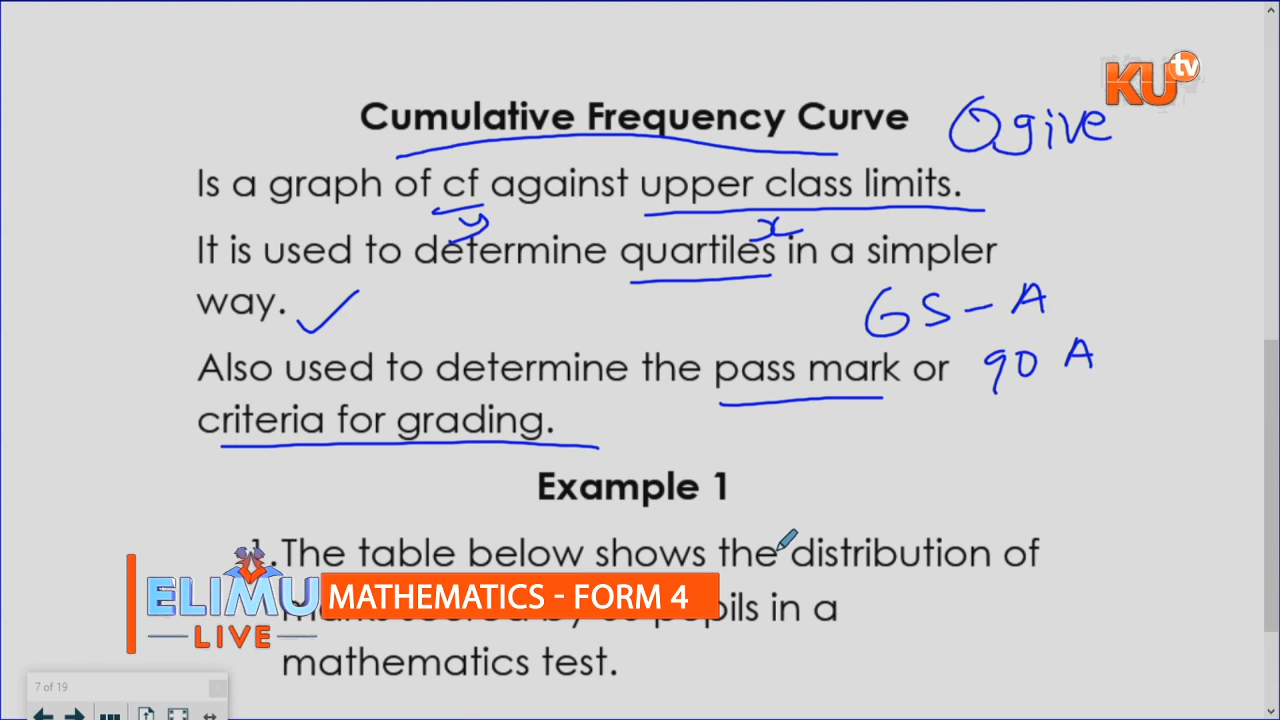 KU tv
Cumulative Frequency Curve Ogive
Is a graph of cf against upper class limits.
y x
It is used to determine quartiles in a simpler
way.
65 - A
Also used to determine the pass mark or 90 A
criteria for grading.
Example 1
1. The table below shows the distribution of
ELIMU MATHEMATICS - FORM 4
pupils in a
LIVE
mathematics test.
7 of 19